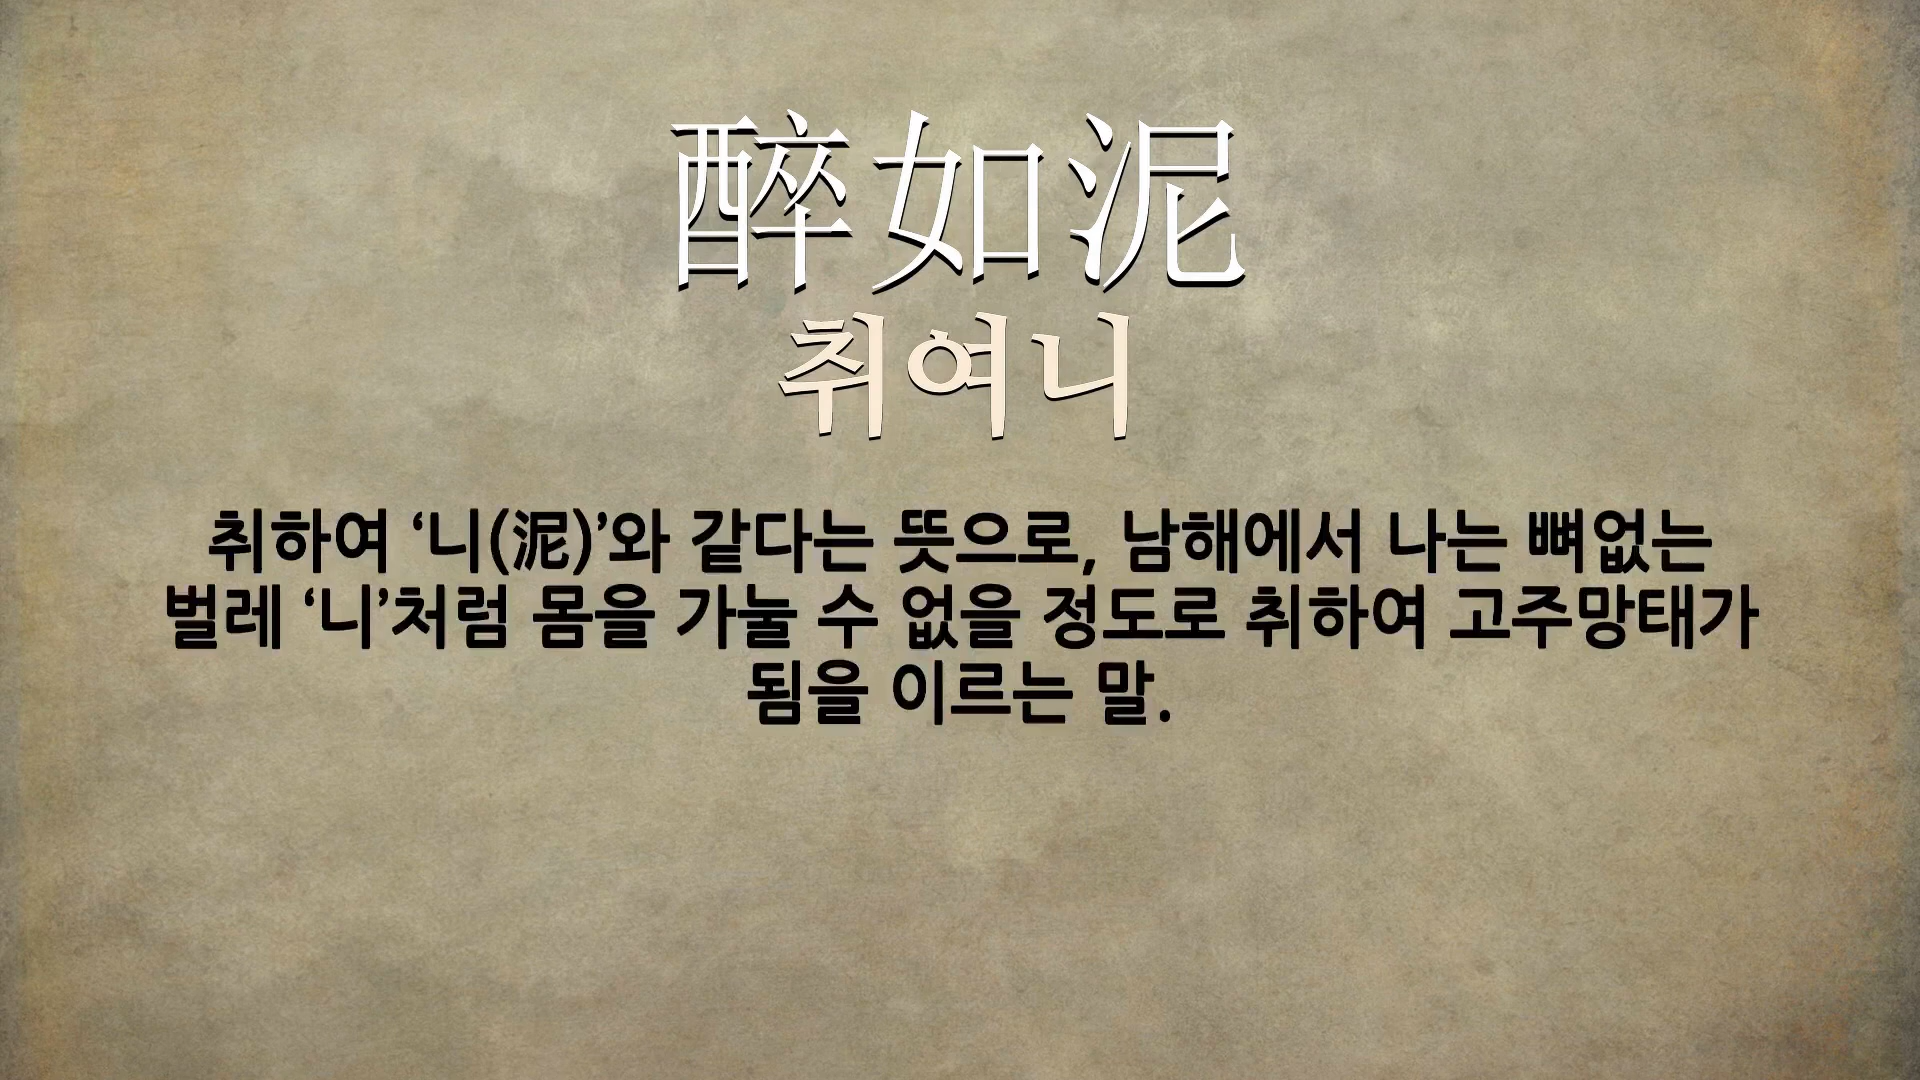 醉如泥
취여니
취하여 ‘니(泥)’와 같다는 뜻으로, 남해에서 나는 뼈없는
벌레 ‘니’처럼 몸을 가눌 수 없을 정도로 취하여 고주망태가
됨을 이르는 말.